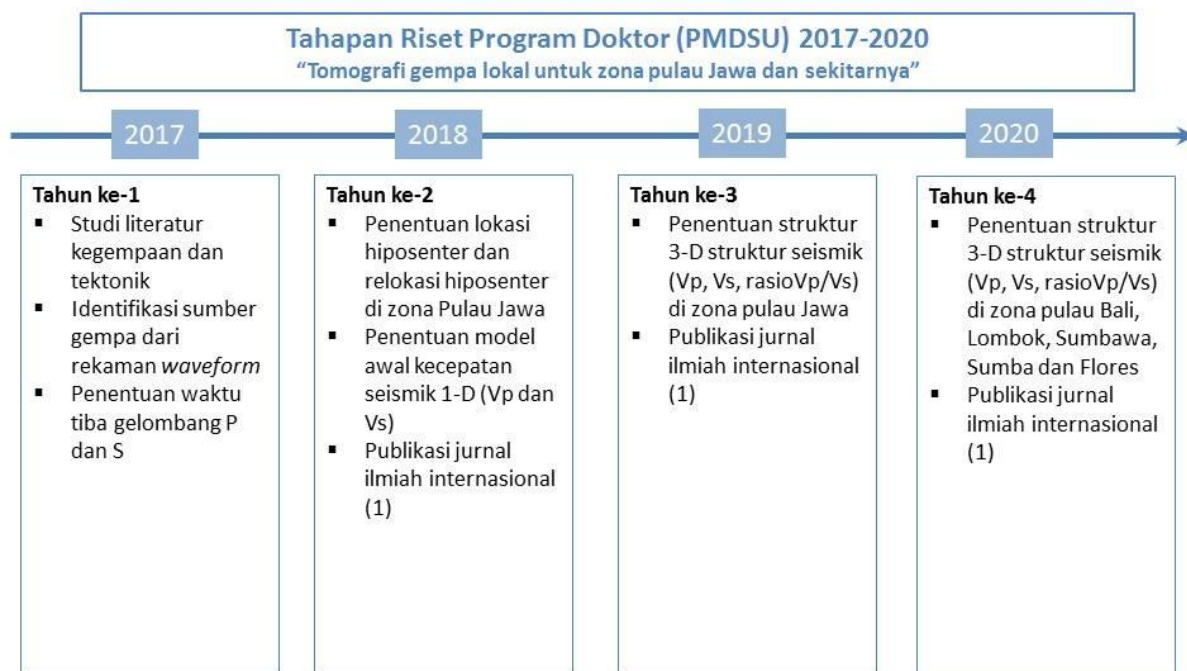 Tahapan Riset Program Doktor (PMDSU) 2017-2020
“Tomografi gempa lokal untuk zona pulau Jawa dan sekitarnya”
2017
2018
2019
2020
Tahun ke-1
▪ Studi literatur
kegempaan dan
tektonik
▪ Identifikasi sumber
gempa dari
rekaman waveform
▪ Penentuan waktu
tiba gelombang P
dan S
Tahun ke-2
▪ Penentuan lokasi
hiposenter dan
relokasi hiposenter
di zona Pulau Jawa
▪ Penentuan model
awal kecepatan
seismik 1-D (Vp dan
Vs)
▪ Publikasi jurnal
ilmiah internasional
(1)
Tahun ke-3
▪ Penentuan struktur
3-D struktur seismik
(Vp, Vs, rasioVp/Vs)
di zona pulau Jawa
▪ Publikasi jurnal
ilmiah internasional
(1)
Tahun ke-4
▪ Penentuan struktur
3-D struktur seismik
(Vp, Vs, rasioVp/Vs)
di zona pulau Bali,
Lombok, Sumbawa,
Sumba dan Flores
▪ Publikasi jurnal
ilmiah internasional
(1)